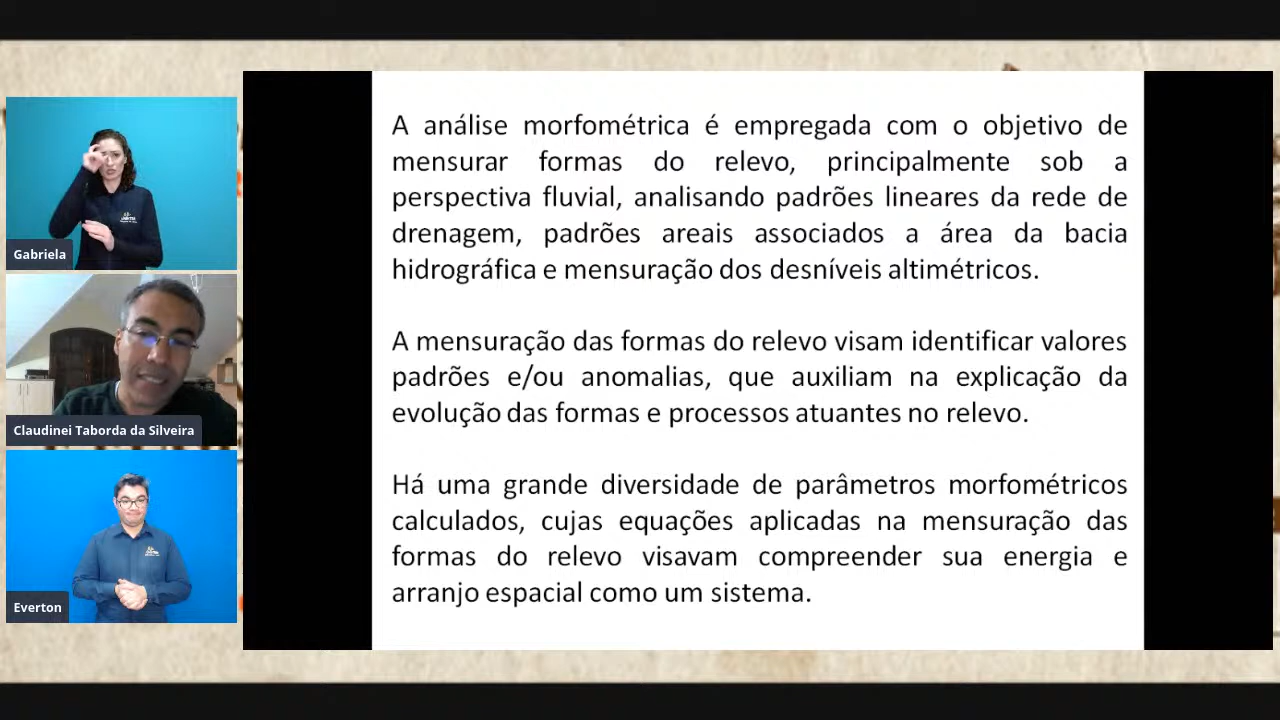 A análise morfométrica é empregada com o objetivo de
mensurar formas do relevo, principalmente sob a
perspectiva fluvial, analisando padrões lineares da rede de
drenagem, padrões areais associados a área da bacia
hidrográfica e mensuração dos desníveis altimétricos.
A mensuração das formas do relevo visam identificar valores
padrões e/ou anomalias, que auxiliam na explicação da
evolução das formas e processos atuantes no relevo.
Há uma grande diversidade de parâmetros morfométricos
calculados, cujas equações aplicadas na mensuração das
formas do relevo visavam compreender sua energia e
arranjo espacial como um sistema.
Gabriela
Claudinei Taborda da Silveira
Everton